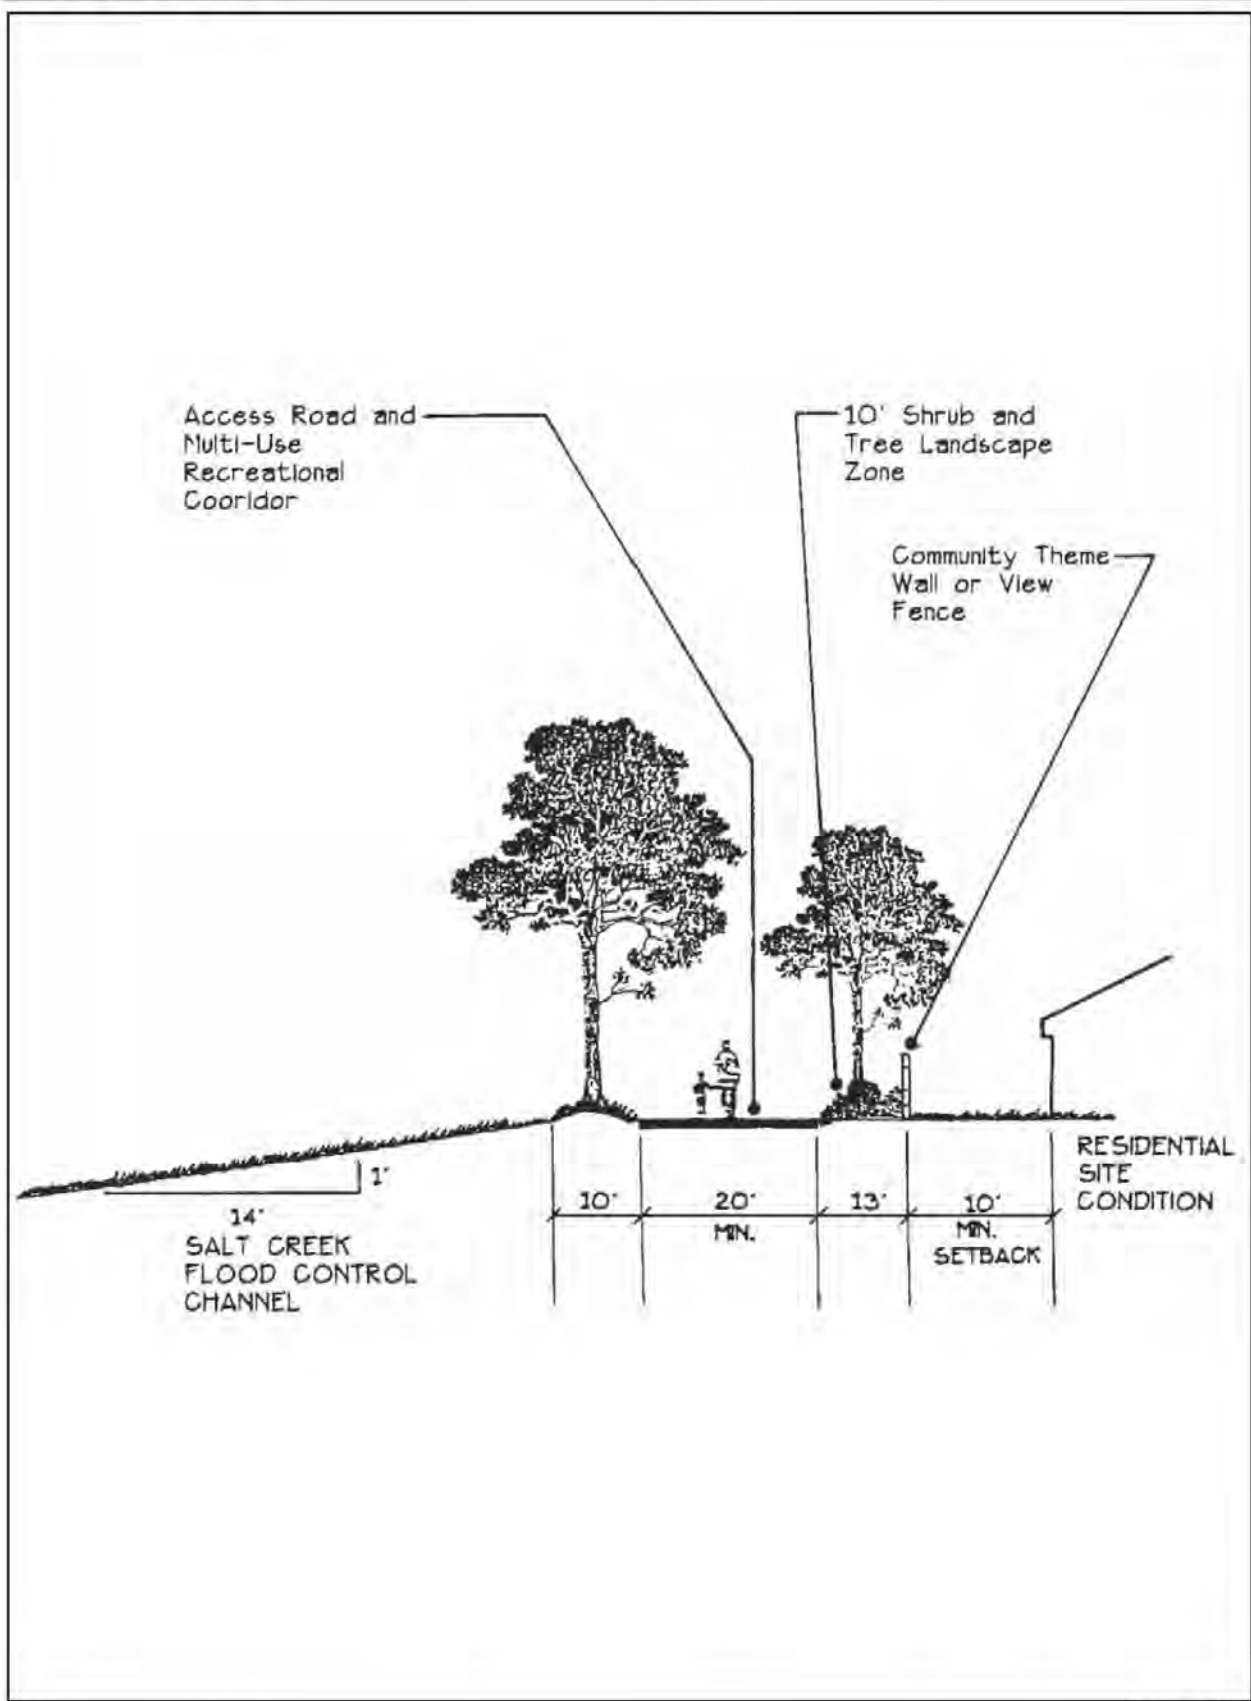 Access Road and
Multi-Use
Recreational
Cooridor
10' Shrub and
Tree Landscape
Zone
Community Theme
Wall or View
Fence
1'
14'
SALT CREEK
FLOOD CONTROL
CHANNEL
10'
20'
MIN.
13'
10'
MIN.
SETBACK
RESIDENTIAL
SITE
CONDITION